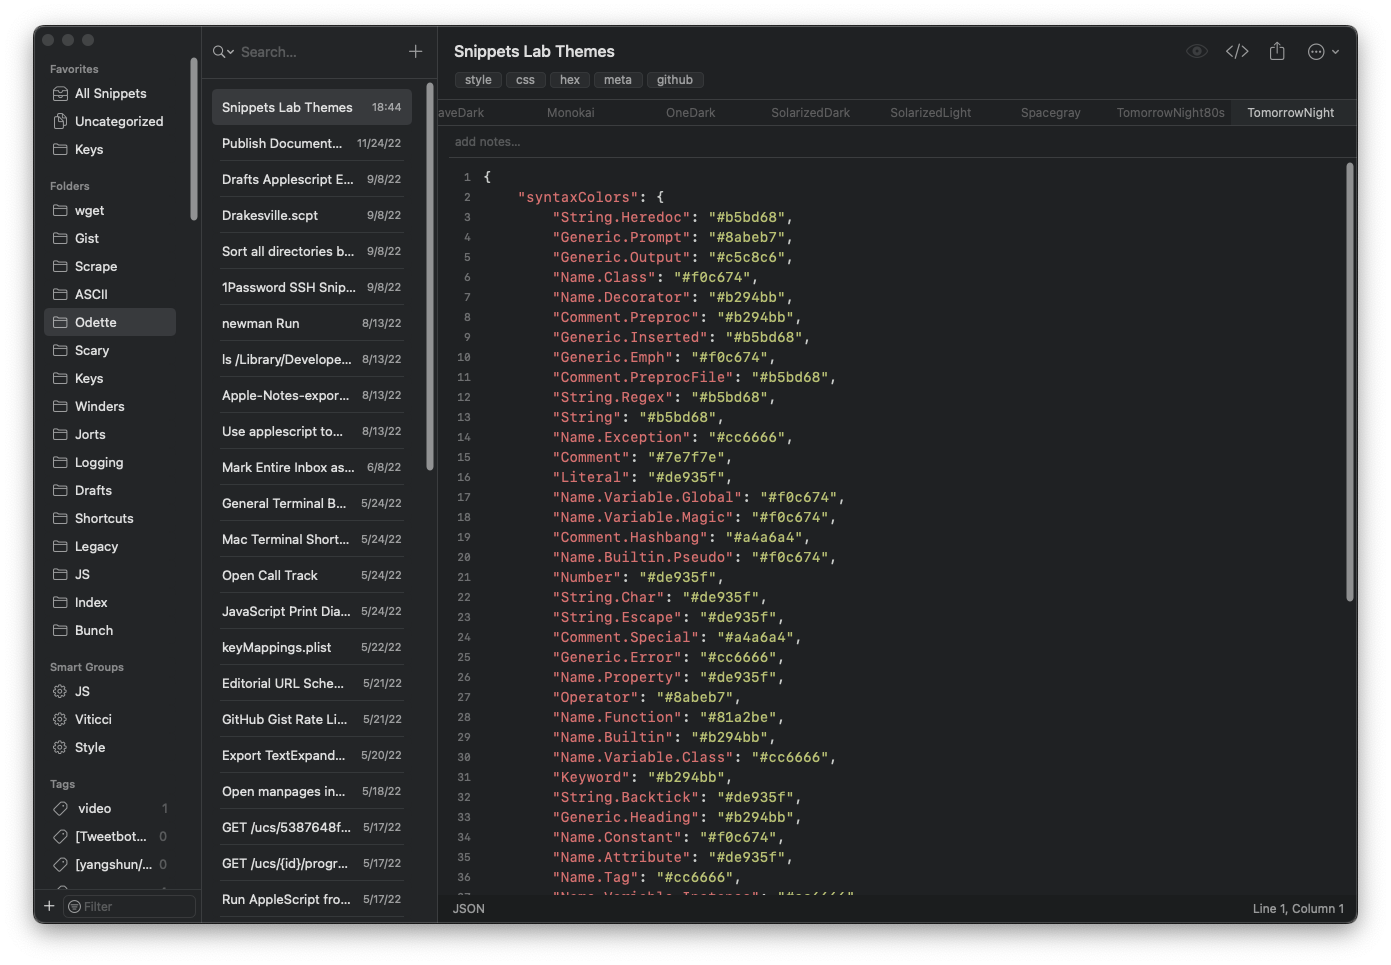 Favorites
All Snippets
Uncategorized
Keys
Folders
wget
Gist
Scrape
ASCII
Odette
Scary
Keys
Winders
Jorts
Logging
Drafts
Shortcuts
Legacy
JS
Index
Bunch
Smart Groups
JS
Viticci
Style
Tags
video 1
[Tweetbot... 0
[yangshun/... 0
Filter
Search...
Snippets Lab Themes 18:44
Publish Document... 11/24/22
Drafts Applescript E... 9/8/22
Drakesville.scpt 9/8/22
Sort all directories b... 9/8/22
1Password SSH Snip... 9/8/22
newman Run 8/13/22
ls /Library/Develope... 8/13/22
Apple-Notes-expor... 8/13/22
Use applescript to... 8/13/22
Mark Entire Inbox as... 6/8/22
General Terminal B... 5/24/22
Mac Terminal Short... 5/24/22
Open Call Track 5/24/22
JavaScript Print Dia... 5/24/22
keyMappings.plist 5/22/22
Editorial URL Sche... 5/21/22
GitHub Gist Rate Li... 5/21/22
Export TextExpand... 5/20/22
Open manpages in... 5/18/22
GET /ucs/5387648f... 5/17/22
GET /ucs/{id}/progr... 5/17/22
Run AppleScript fro... 5/17/22
Snippets Lab Themes
style css hex meta github
aveDark Monokai OneDark SolarizedDark SolarizedLight Spacegray TomorrowNight80s TomorrowNight
add notes...
1 {
2 "syntaxColors": {
3 "String.Heredoc": "#b5bd68",
4 "Generic.Prompt": "#8abeb7",
5 "Generic.Output": "#c5c8c6",
6 "Name.Class": "#f0c674",
7 "Name.Decorator": "#b294bb",
8 "Comment.Preproc": "#b294bb",
9 "Generic.Inserted": "#b5bd68",
10 "Generic.Emph": "#f0c674",
11 "Comment.PreprocFile": "#b5bd68",
12 "String.Regex": "#b5bd68",
13 "String": "#b5bd68",
14 "Name.Exception": "#cc6666",
15 "Comment": "#7e7f7e",
16 "Literal": "#de935f",
17 "Name.Variable.Global": "#f0c674",
18 "Name.Variable.Magic": "#f0c674",
19 "Comment.Hashbang": "#a4a6a4",
20 "Name.Builtin.Pseudo": "#f0c674",
21 "Number": "#de935f",
22 "String.Char": "#de935f",
23 "String.Escape": "#de935f",
24 "Comment.Special": "#a4a6a4",
25 "Generic.Error": "#cc6666",
26 "Name.Property": "#de935f",
27 "Operator": "#8abeb7",
28 "Name.Function": "#81a2be",
29 "Name.Builtin": "#b294bb",
30 "Name.Variable.Class": "#cc6666",
31 "Keyword": "#b294bb",
32 "String.Backtick": "#de935f",
33 "Generic.Heading": "#b294bb",
34 "Name.Constant": "#f0c674",
35 "Name.Attribute": "#de935f",
36 "Name.Tag": "#cc6666",
JSON Line 1, Column 1